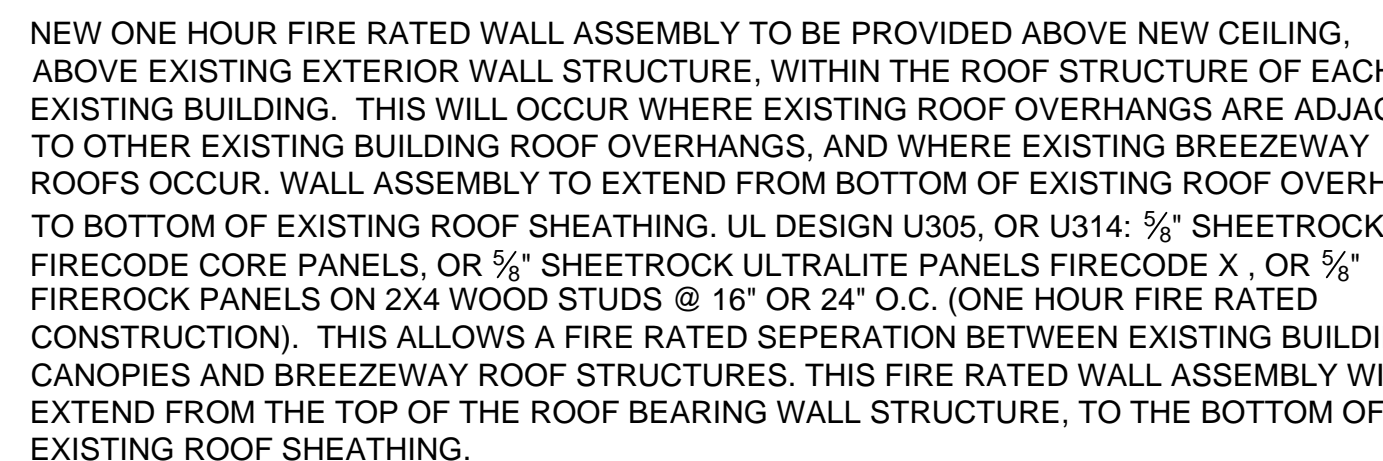 NEW ONE HOUR FIRE RATED WALL ASSEMBLY TO BE PROVIDED ABOVE NEW CEILING,
ABOVE EXISTING EXTERIOR WALL STRUCTURE, WITHIN THE ROOF STRUCTURE OF EACH
EXISTING BUILDING.  THIS WILL OCCUR WHERE EXISTING ROOF OVERHANGS ARE ADJAC
TO OTHER EXISTING BUILDING ROOF OVERHANGS, AND WHERE EXISTING BREEZEWAY
ROOFS OCCUR. WALL ASSEMBLY TO EXTEND FROM BOTTOM OF EXISTING ROOF OVERH
TO BOTTOM OF EXISTING ROOF SHEATHING. UL DESIGN U305, OR U314: ⅝" SHEETROCK
FIRECODE CORE PANELS, OR ⅝" SHEETROCK ULTRALITE PANELS FIRECODE X , OR ⅝"
FIREROCK PANELS ON 2X4 WOOD STUDS @ 16" OR 24" O.C. (ONE HOUR FIRE RATED
CONSTRUCTION).  THIS ALLOWS A FIRE RATED SEPERATION BETWEEN EXISTING BUILDI
CANOPIES AND BREEZEWAY ROOF STRUCTURES. THIS FIRE RATED WALL ASSEMBLY WI
EXTEND FROM THE TOP OF THE ROOF BEARING WALL STRUCTURE, TO THE BOTTOM OF
EXISTING ROOF SHEATHING.